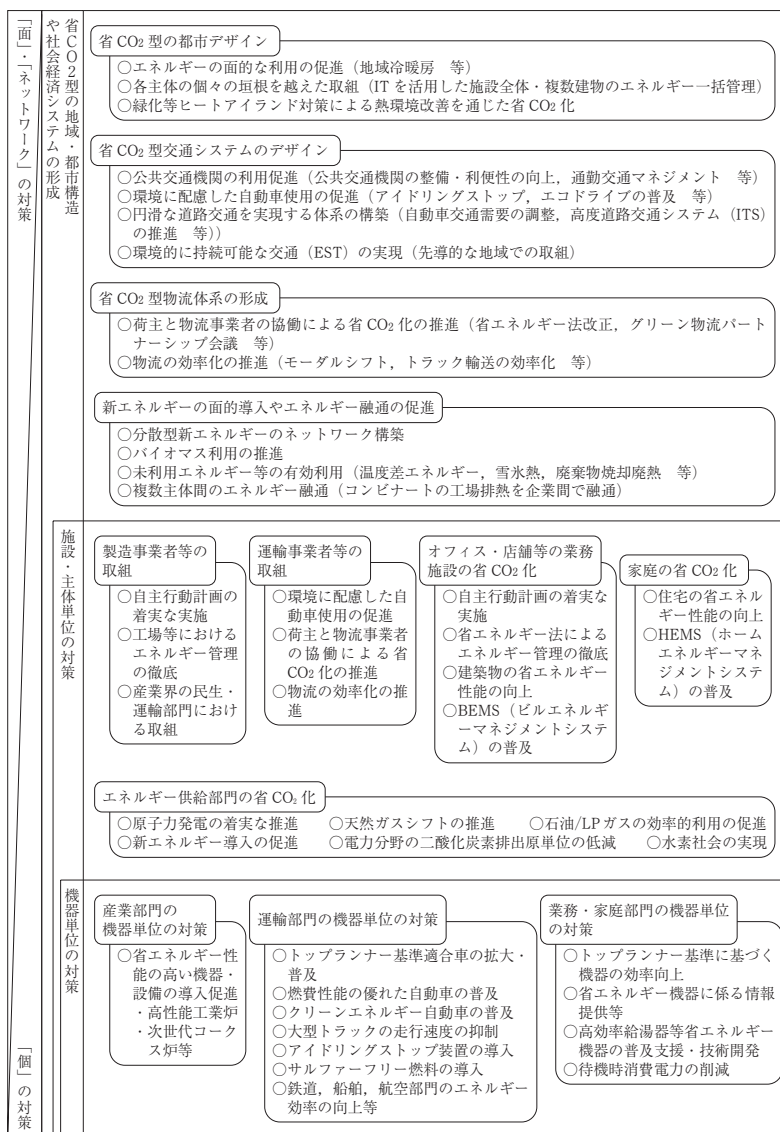 「面」・「ネットワーク」の対策
省CO2型の地域・都市構造
や社会経済システムの形成
省CO2型の都市デザイン
○エネルギーの面的な利用の促進（地域冷暖房　等）
○各主体の個々の垣根を越えた取組（ITを活用した施設全体・複数建物のエネルギー一括管理）
○緑化等ヒートアイランド対策による熱環境改善を通じた省CO2化
省CO2型交通システムのデザイン
○公共交通機関の利用促進（公共交通機関の整備・利便性の向上，通勤交通マネジメント　等）
○環境に配慮した自動車使用の促進（アイドリングストップ，エコドライブの普及　等）
○円滑な道路交通を実現する体系の構築（自動車交通需要の調整，高度道路交通システム（ITS）
の推進　等））
○環境的に持続可能な交通（EST）の実現（先導的な地域での取組）
省CO2型物流体系の形成
○荷主と物流事業者の協働による省CO2化の推進（省エネルギー法改正，グリーン物流パート
ナーシップ会議　等）
○物流の効率化の推進（モーダルシフト，トラック輸送の効率化　等）
新エネルギーの面的導入やエネルギー融通の促進
○分散型新エネルギーのネットワーク構築
○バイオマス利用の推進
○未利用エネルギー等の有効利用（温度差エネルギー，雪氷熱，廃棄物焼却廃熱　等）
○複数主体間のエネルギー融通（コンビナートの工場排熱を企業間で融通）
施設・主体単位の対策
製造事業者等の
取組
○自主行動計画の
着実な実施
○工場等における
エネルギー管理
の徹底
○産業界の民生・
運輸部門におけ
る取組
運輸事業者等の
取組
○環境に配慮した自
動車使用の促進
○荷主と物流事業者
の協働による省
CO2化の推進
○物流の効率化の推
進
オフィス・店舗等の業務
施設の省CO2化
○自主行動計画の着実な
実施
○省エネルギー法による
エネルギー管理の徹底
○建築物の省エネルギー
性能の向上
○BEMS（ビルエネルギ
ーマネジメントシステ
ム）の普及
家庭の省CO2化
○住宅の省エネル
ギー性能の向上
○HEMS（ホーム
エネルギーマネ
ジメントシステ
ム）の普及
エネルギー供給部門の省CO2化
○原子力発電の着実な推進　○天然ガスシフトの推進　○石油/LPガスの効率的利用の促進
○新エネルギー導入の促進　○電力分野の二酸化炭素排出原単位の低減　○水素社会の実現
機器単位の対策
産業部門の
機器単位の対策
○省エネルギー性
能の高い機器・
設備の導入促進
・高性能工業炉
・次世代コーク
ス炉等
運輸部門の機器単位の対策
○トップランナー基準適合車の拡大・
普及
○燃費性能の優れた自動車の普及
○クリーンエネルギー自動車の普及
○大型トラックの走行速度の抑制
○アイドリングストップ装置の導入
○サルファーフリー燃料の導入
○鉄道，船舶，航空部門のエネルギー
効率の向上等
業務・家庭部門の機器単位
の対策
○トップランナー基準に基づく
機器の効率向上
○省エネルギー機器に係る情報
提供等
○高効率給湯器等省エネルギー
機器の普及支援・技術開発
○待機時消費電力の削減
「個」の対策